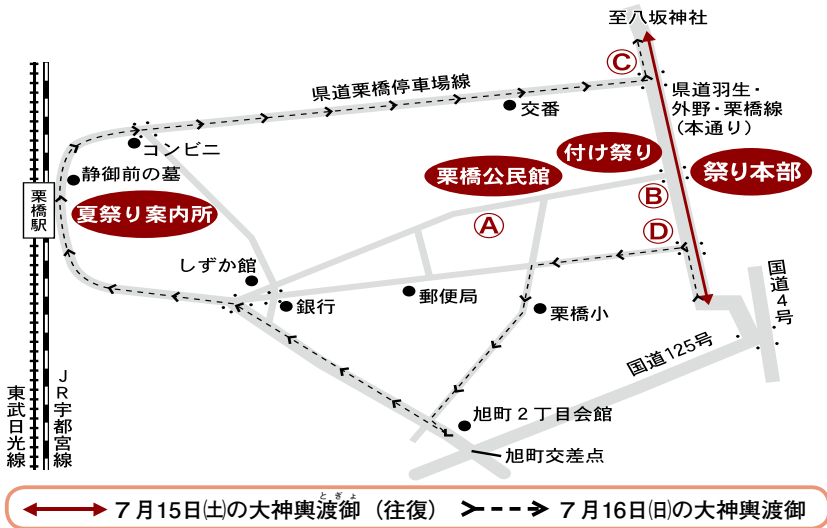 至八坂神社
Ⓒ
県道栗橋停車場線
交番
県道羽生・
外野・栗橋線
(本通り)
コンビニ
付け祭り
静御前の墓
栗橋公民館
祭り本部
栗橋駅
夏祭り案内所
Ⓐ
Ⓑ
Ⓓ
しずか館
銀行
郵便局
栗橋小
国道4号
国道125号
旭町2丁目会館
旭町交差点
東武日光線
JR宇都宮線
とぎょ
7月15日㈯の大神輿渡御(往復)
7月16日㈰の大神輿渡御